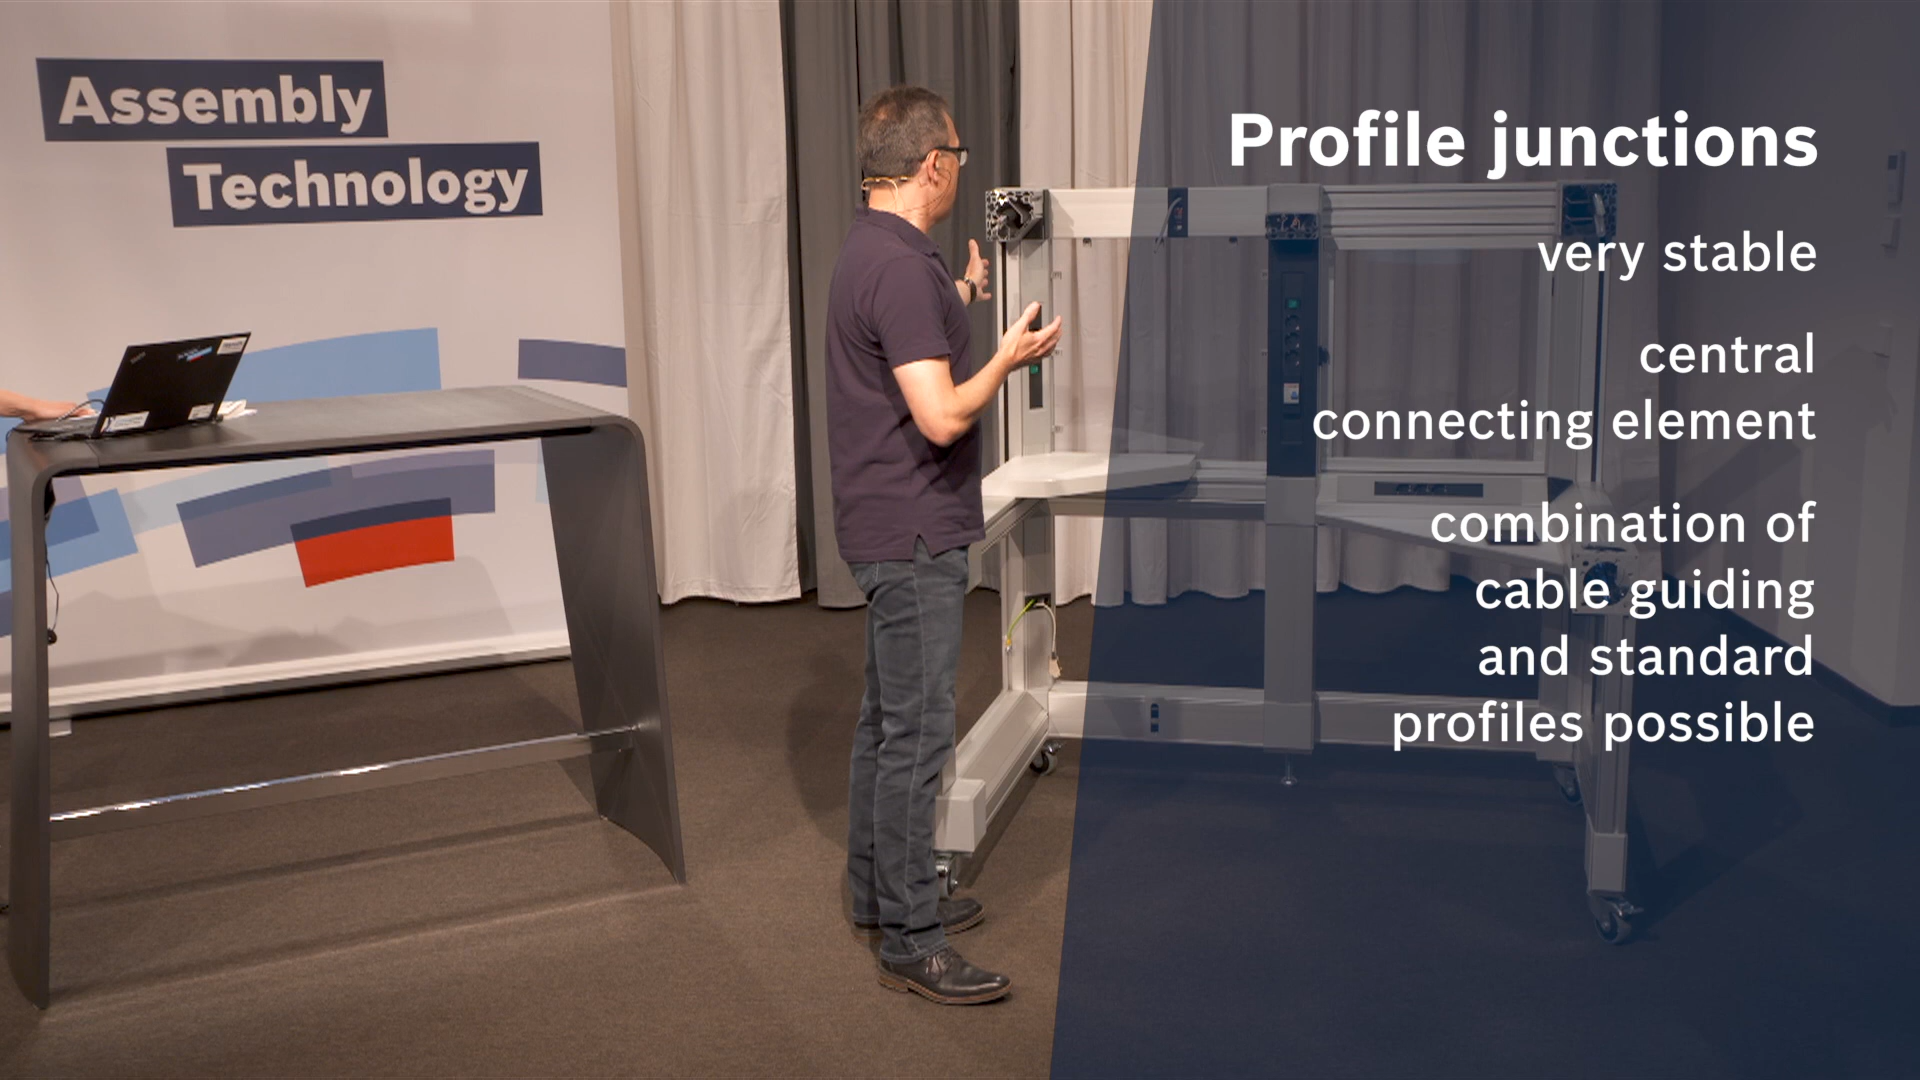 Assembly
Technology
Profile junctions
very stable
central
connecting element
combination of
cable guiding
and standard
profiles possible